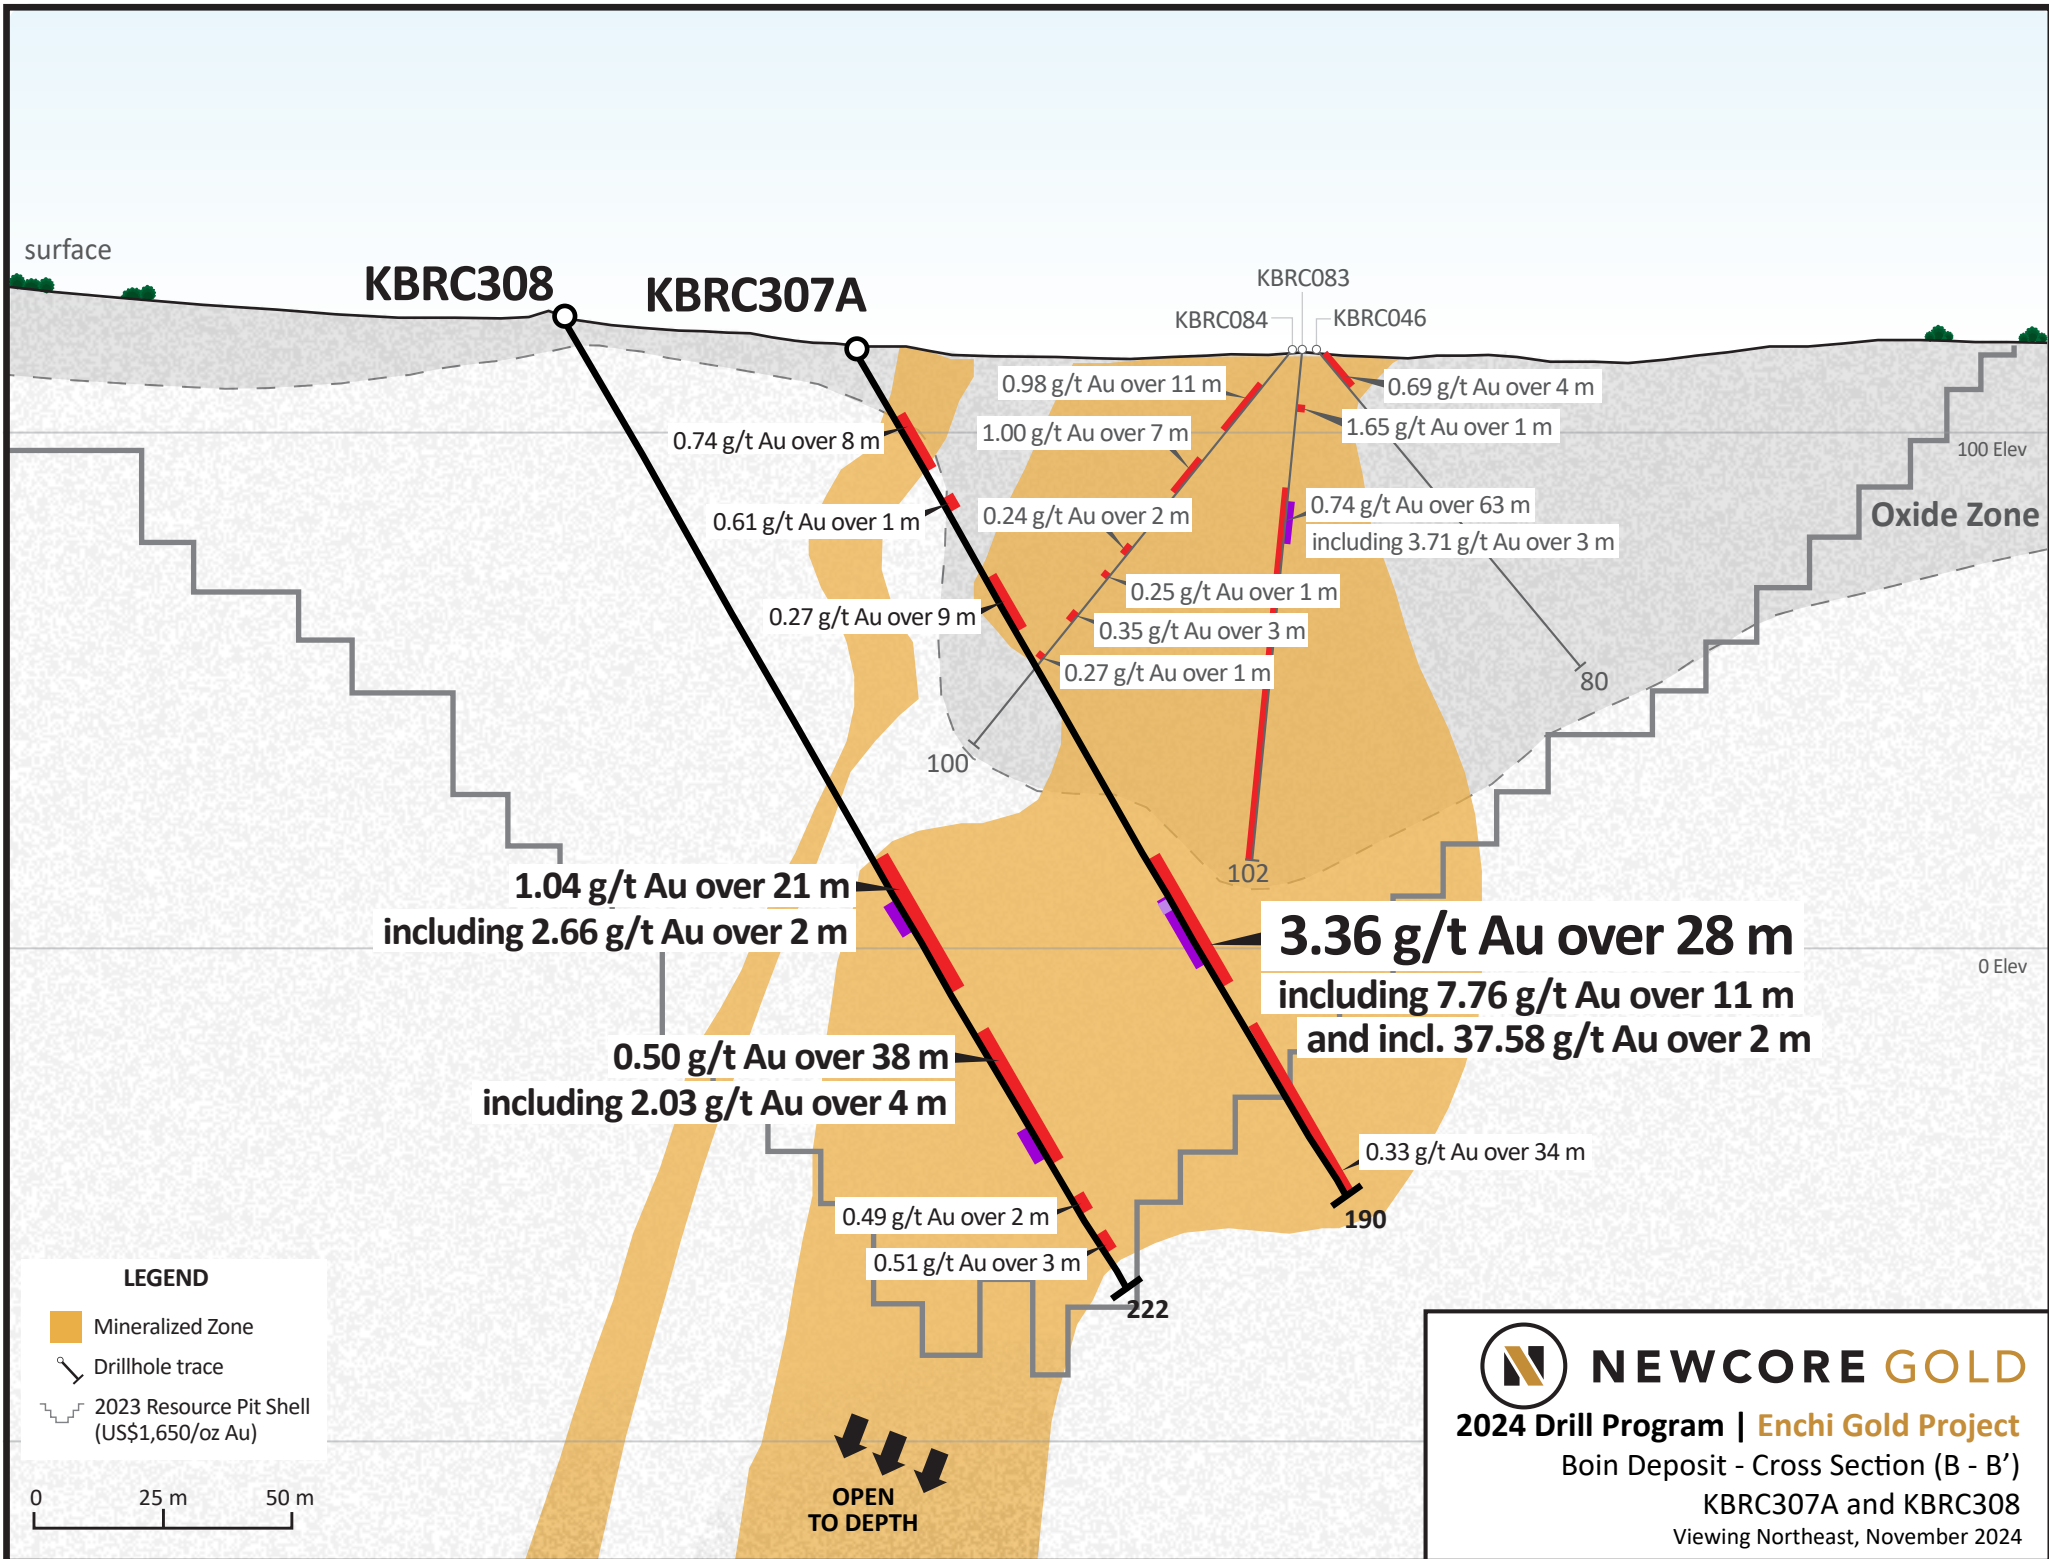 surface
KBRC308
KBRC307A
KBRC083
KBRC084
KBRC046
0.98 g/t Au over 11 m
0.69 g/t Au over 4 m
1.00 g/t Au over 7 m
1.65 g/t Au over 1 m
0.74 g/t Au over 8 m
100 Elev
0.61 g/t Au over 1 m
0.24 g/t Au over 2 m
0.74 g/t Au over 63 m
including 3.71 g/t Au over 3 m
Oxide Zone
0.25 g/t Au over 1 m
0.27 g/t Au over 9 m
0.35 g/t Au over 3 m
0.27 g/t Au over 1 m
80
100
102
1.04 g/t Au over 21 m
including 2.66 g/t Au over 2 m
3.36 g/t Au over 28 m
including 7.76 g/t Au over 11 m
and incl. 37.58 g/t Au over 2 m
0 Elev
0.50 g/t Au over 38 m
including 2.03 g/t Au over 4 m
0.33 g/t Au over 34 m
190
0.49 g/t Au over 2 m
0.51 g/t Au over 3 m
222
LEGEND
Mineralized Zone
Drillhole trace
2023 Resource Pit Shell
(US$1,650/oz Au)
0 25 m 50 m
OPEN
TO DEPTH
N NEWCORE GOLD
2024 Drill Program | Enchi Gold Project
Boin Deposit - Cross Section (B - B’)
KBRC307A and KBRC308
Viewing Northeast, November 2024